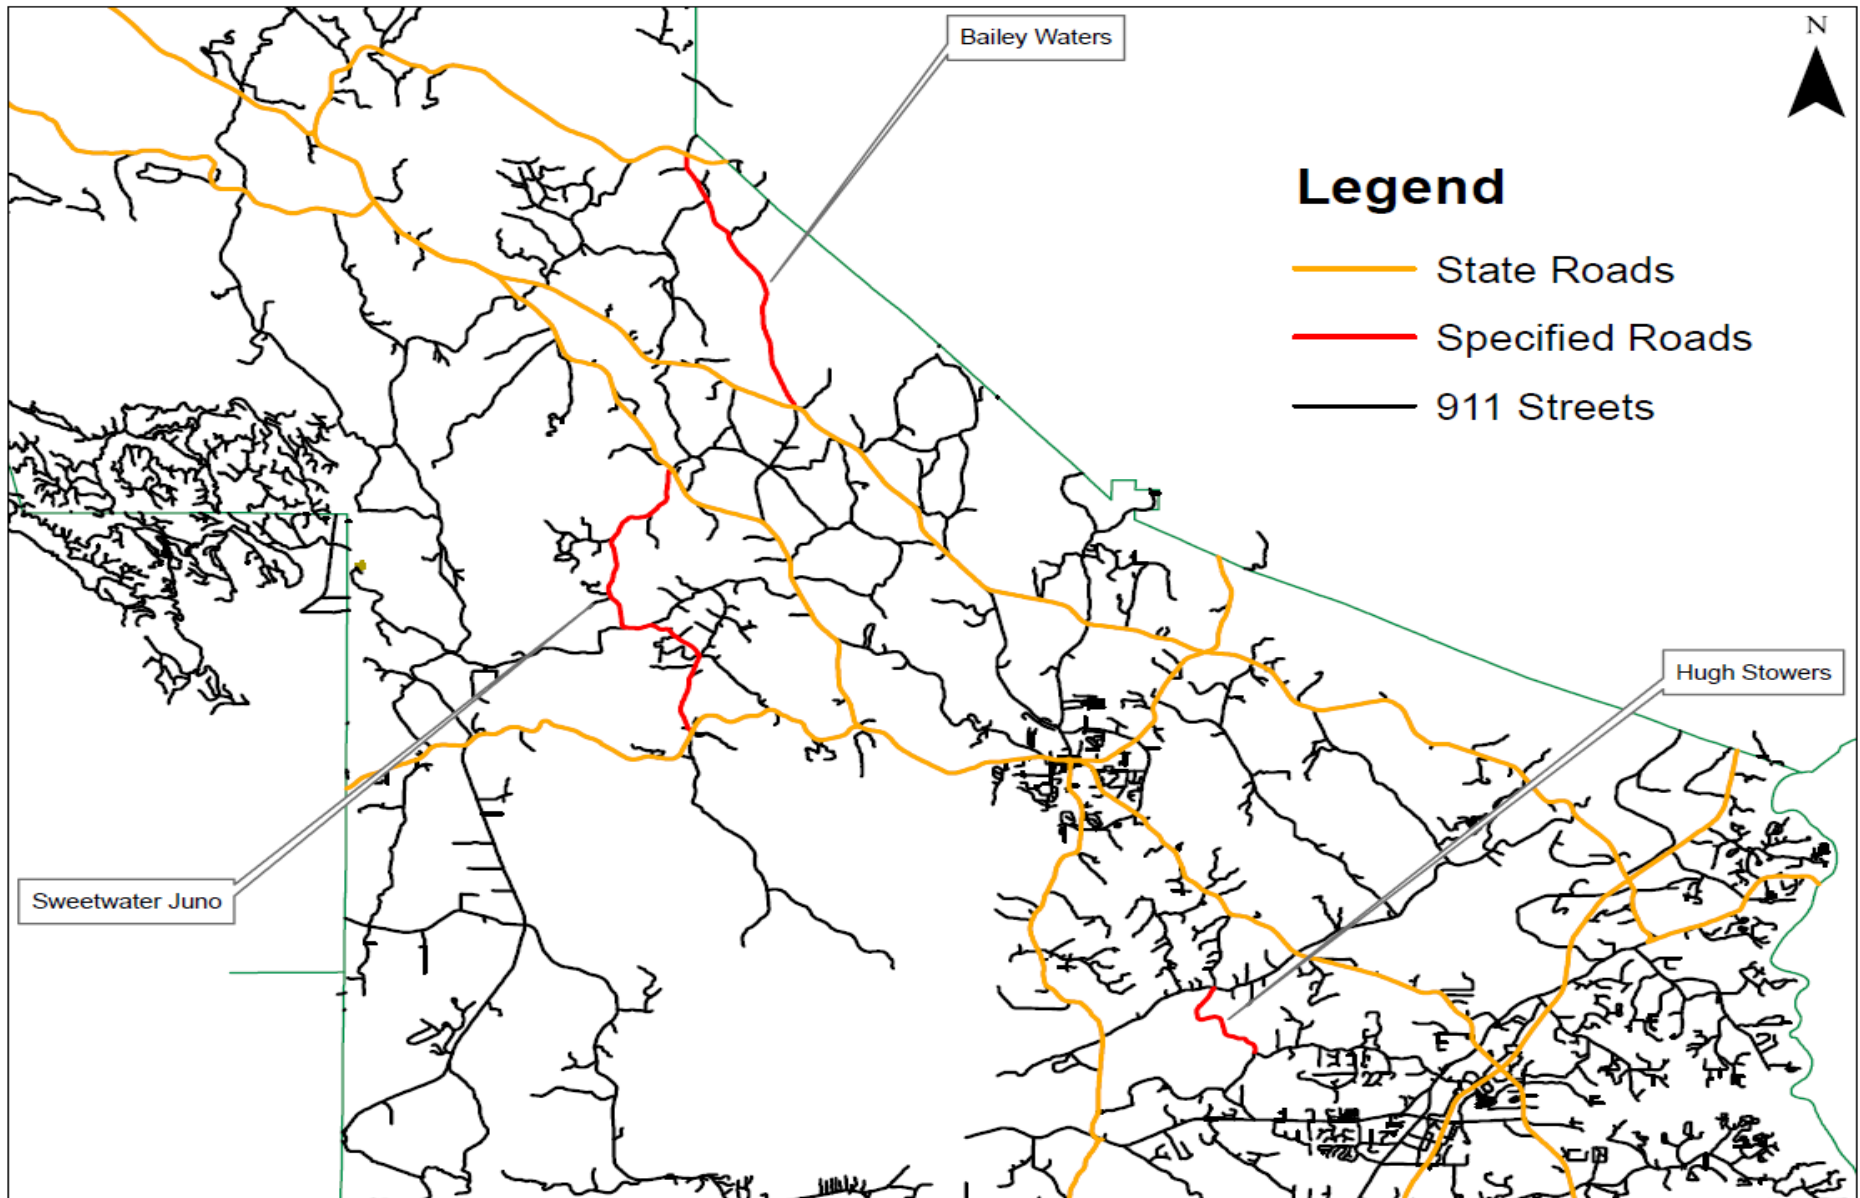 Bailey Waters
N
Legend
State Roads
Specified Roads
911 Streets
Hugh Stowers
Sweetwater Juno